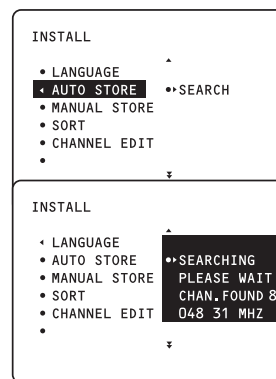 INSTALL
• LANGUAGE
◂ AUTO STORE •▸SEARCH
• MANUAL STORE
• SORT
• CHANNEL EDIT
•
INSTALL
◂ LANGUAGE
• AUTO STORE •▸SEARCHING
• MANUAL STORE PLEASE WAIT
• SORT CHAN.FOUND 8
• CHANNEL EDIT 048 31 MHZ
•